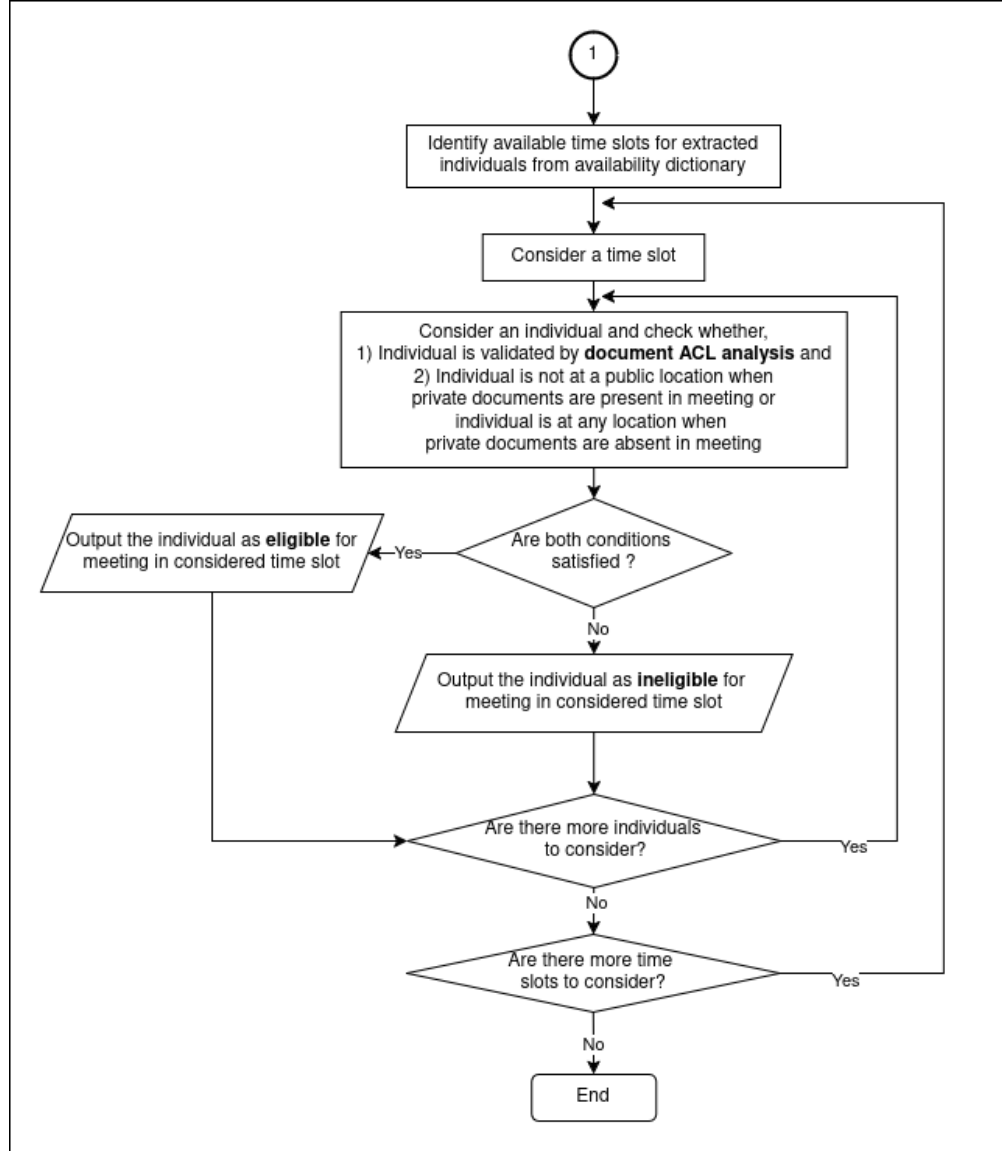 1
Identify available time slots for extracted
individuals from availability dictionary
Consider a time slot
Consider an individual and check whether,
1) Individual is validated by document ACL analysis and
2) Individual is not at a public location when
private documents are present in meeting or
individual is at any location when
private documents are absent in meeting
Are both conditions
satisfied ?
Yes
Output the individual as eligible for
meeting in considered time slot
No
Output the individual as ineligible for
meeting in considered time slot
Are there more individuals
to consider?
Yes
No
Are there more time
slots to consider?
Yes
No
End